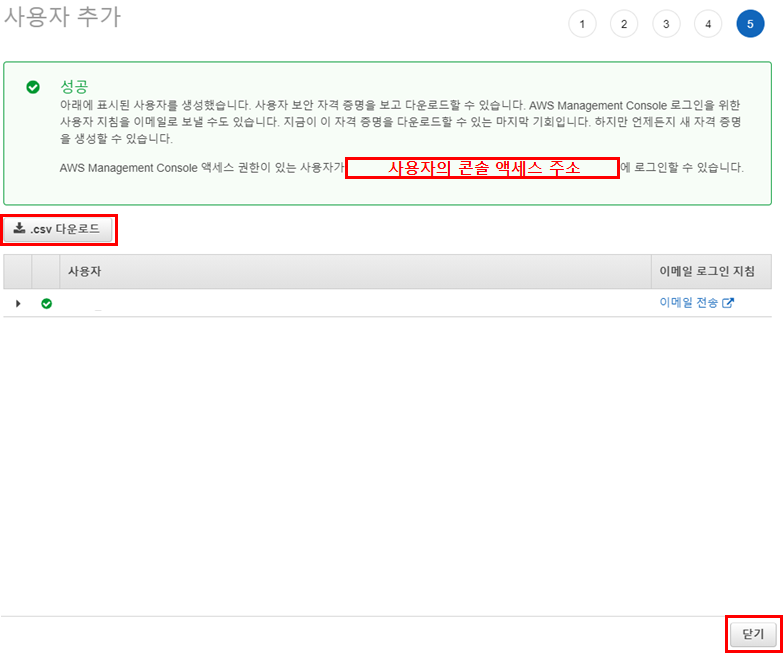 사용자 추가
1 2 3 4 5
성공
아래에 표시된 사용자를 생성했습니다. 사용자 보안 자격 증명을 보고 다운로드할 수 있습니다. AWS Management Console 로그인을 위한
사용자 지침을 이메일로 보낼 수도 있습니다. 지금이 이 자격 증명을 다운로드할 수 있는 마지막 기회입니다. 하지만 언제든지 새 자격 증명
을 생성할 수 있습니다.
AWS Management Console 액세스 권한이 있는 사용자가 사용자의 콘솔 액세스 주소 에 로그인할 수 있습니다.
.csv 다운로드
사용자 이메일 로그인 지침
이메일 전송
닫기